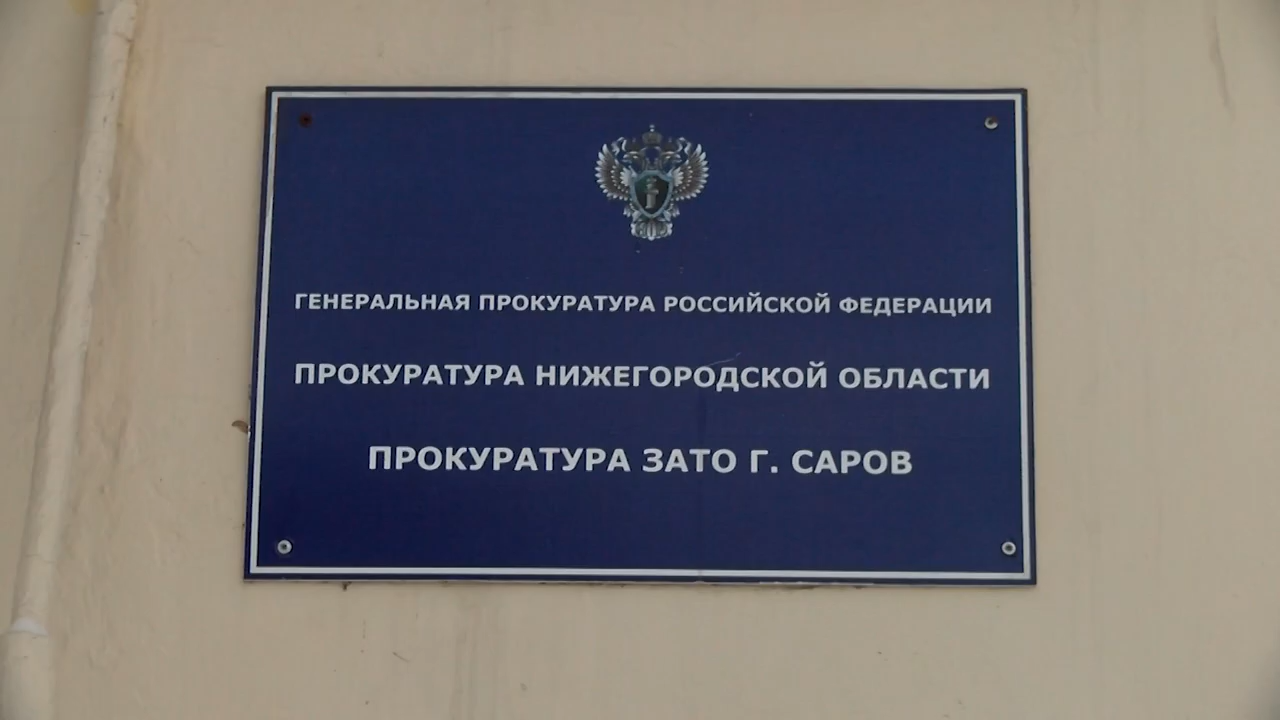 ГЕНЕРАЛЬНАЯ ПРОКУРАТУРА РОССИЙСКОЙ ФЕДЕРАЦИИ
ПРОКУРАТУРА НИЖЕГОРОДСКОЙ ОБЛАСТИ
ПРОКУРАТУРА ЗАТО Г. САРОВ